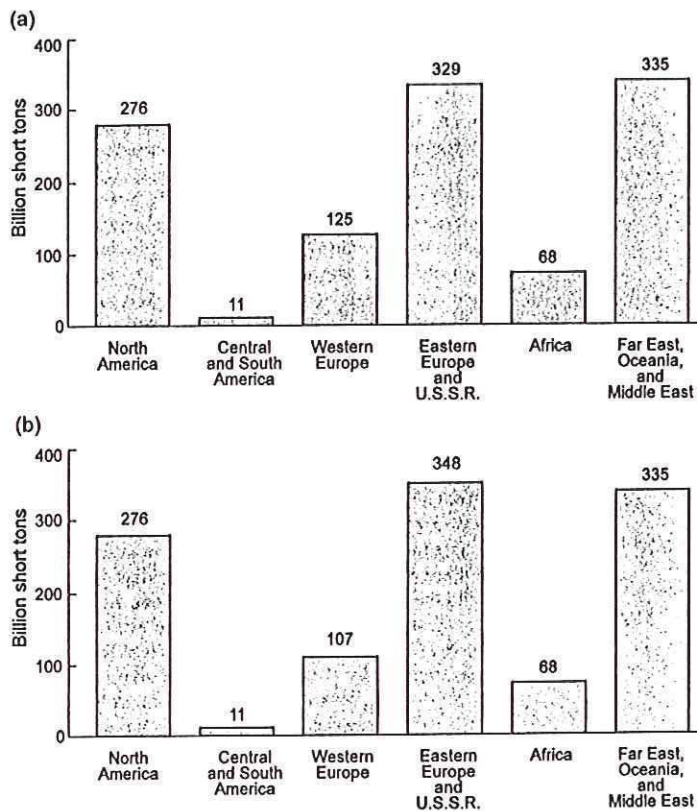 (a)
Billion short tons
400
300
200
100
0
276
11
125
329
68
335
North
America
Central
and South
America
Western
Europe
Eastern
Europe
and
U.S.S.R.
Africa
Far East,
Oceania,
and
Middle East
(b)
Billion short tons
400
300
200
100
0
276
11
107
348
68
335
North
America
Central
and South
America
Western
Europe
Eastern
Europe
and
U.S.S.R.
Africa
Far East,
Oceania,
and
Middle East